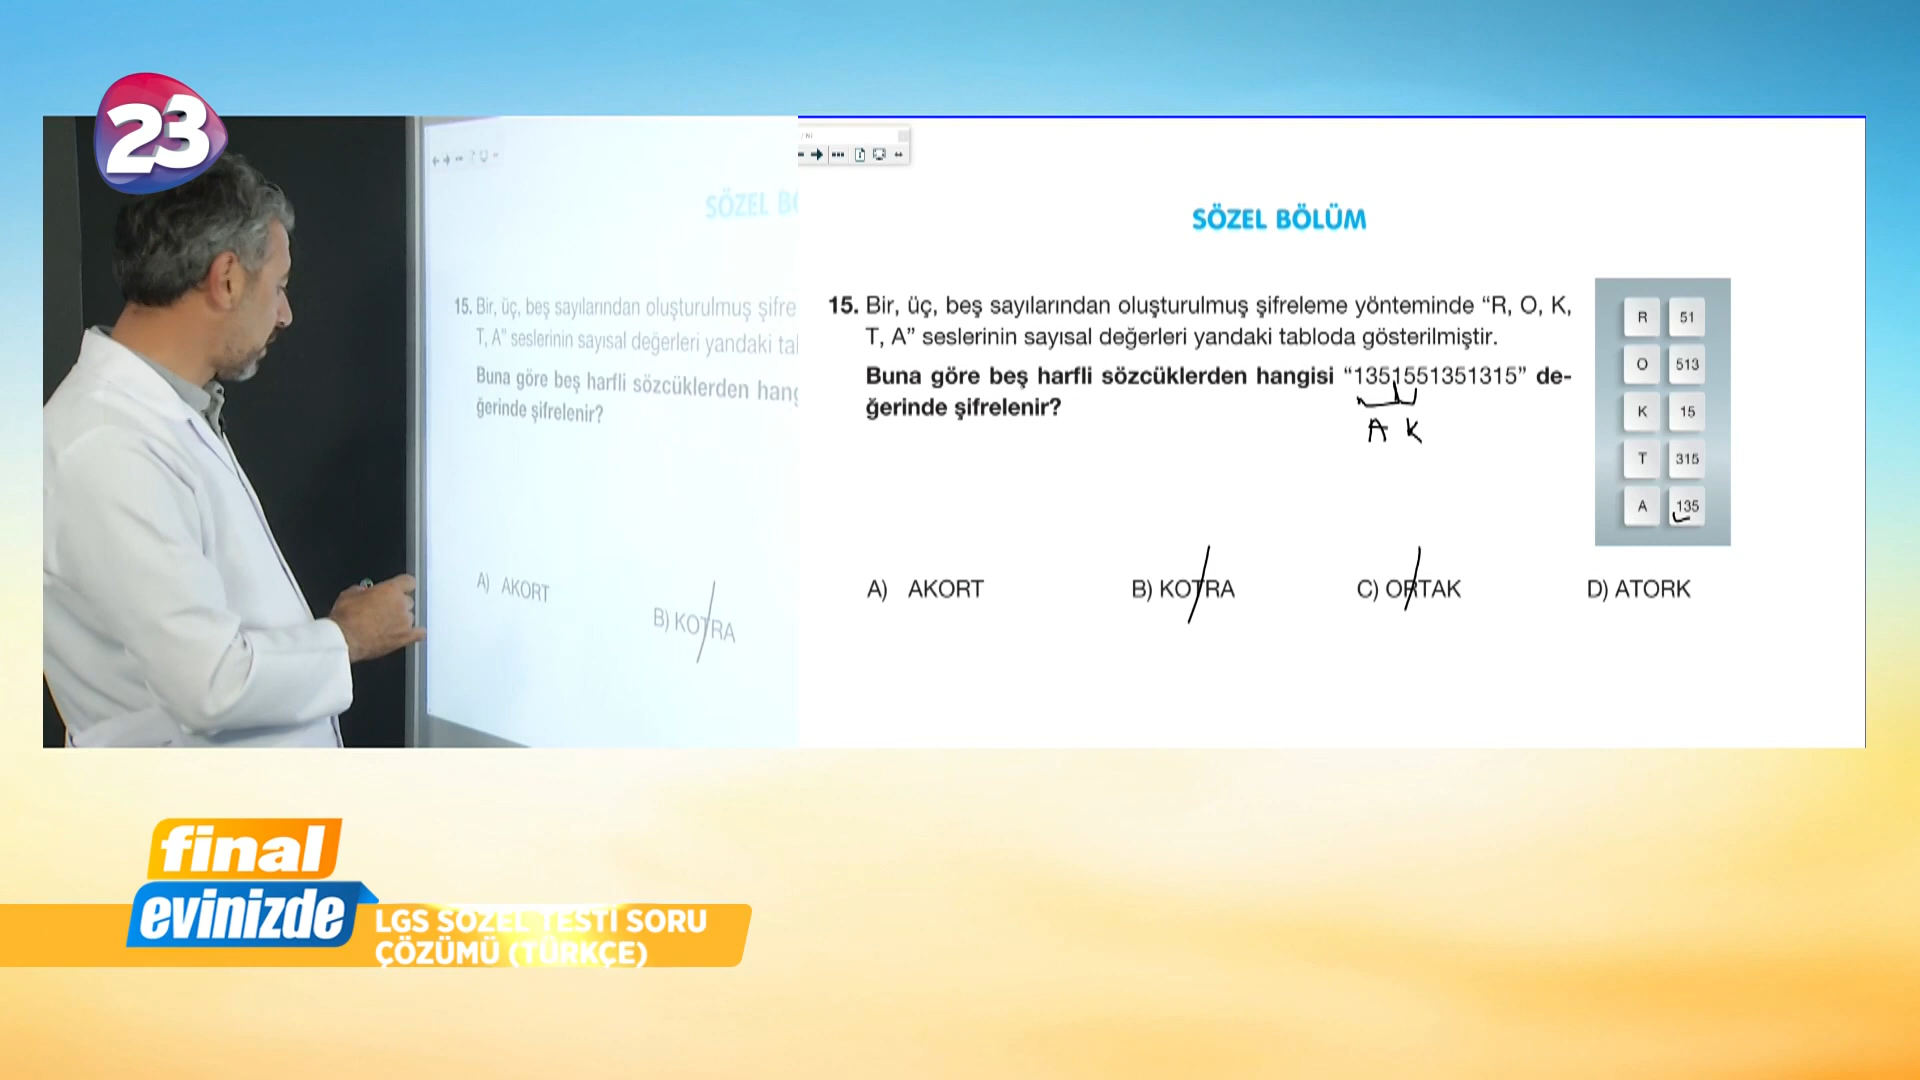 23
SÖZEL BÖ
15. Bir, üç, beş sayılarından oluşturulmuş şifre
T, A” seslerinin sayısal değerleri yandaki tal
Buna göre beş harfli sözcüklerden hang
ğerinde şifrelenir?
A) AKORT
B) KOTRA
SÖZEL BÖLÜM
15. Bir, üç, beş sayılarından oluşturulmuş şifreleme yönteminde “R, O, K,
T, A” seslerinin sayısal değerleri yandaki tabloda gösterilmiştir.
Buna göre beş harfli sözcüklerden hangisi “1351551351315” de-
ğerinde şifrelenir?
A K
R 51
O 513
K 15
T 315
A 135
A) AKORT
B) KOTRA
C) ORTAK
D) ATORK
final
evinizde
LGS SÖZEL TESTİ SORU
ÇÖZÜMÜ (TÜRKÇE)